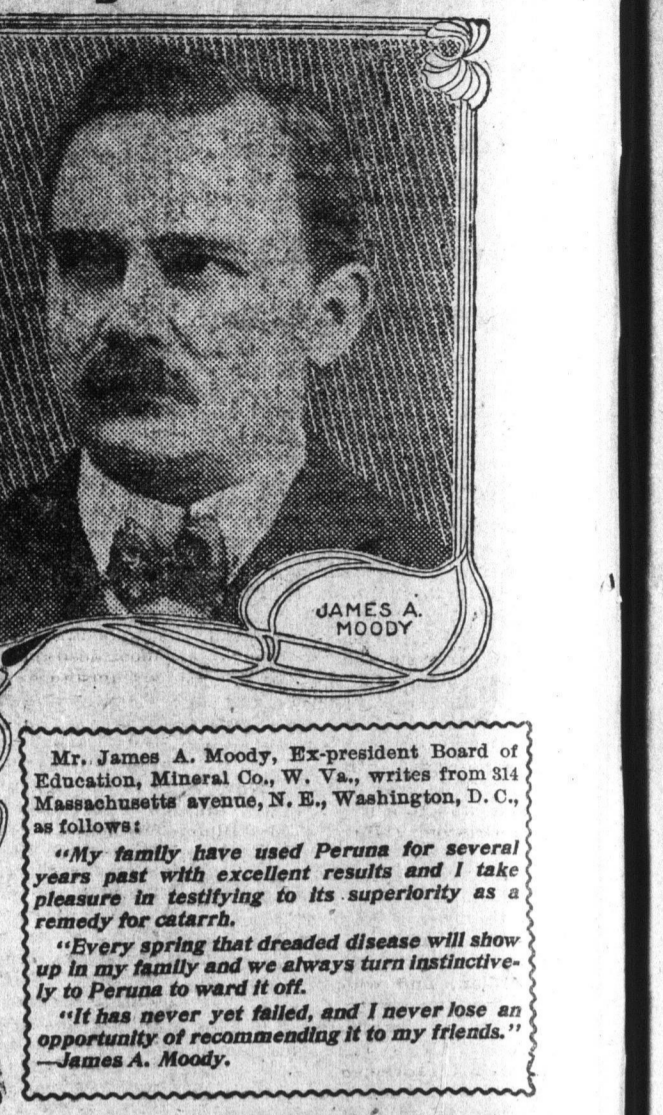 JAMES A.
MOODY
Mr. James A. Moody, Ex-president Board of
Education, Mineral Co., W. Va., writes from 314
Massachusetts avenue, N. E., Washington, D. C.,
as follows:
"My family have used Peruna for several
years past with excellent results and I take
pleasure in testifying to its superiority as a
remedy for catarrh.
"Every spring that dreaded disease will show
up in my family and we always turn instinctive-
ly to Peruna to ward it off.
"It has never yet failed, and I never lose an
opportunity of recommending it to my friends."
—James A. Moody.